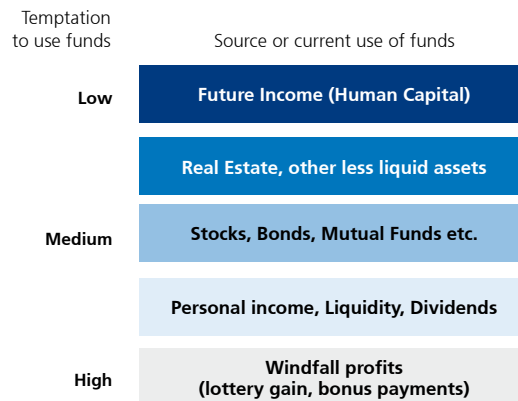 Temptation
to use funds
Source or current use of funds
Low
Future Income (Human Capital)
Real Estate, other less liquid assets
Medium
Stocks, Bonds, Mutual Funds etc.
Personal income, Liquidity, Dividends
High
Windfall profits
(lottery gain, bonus payments)